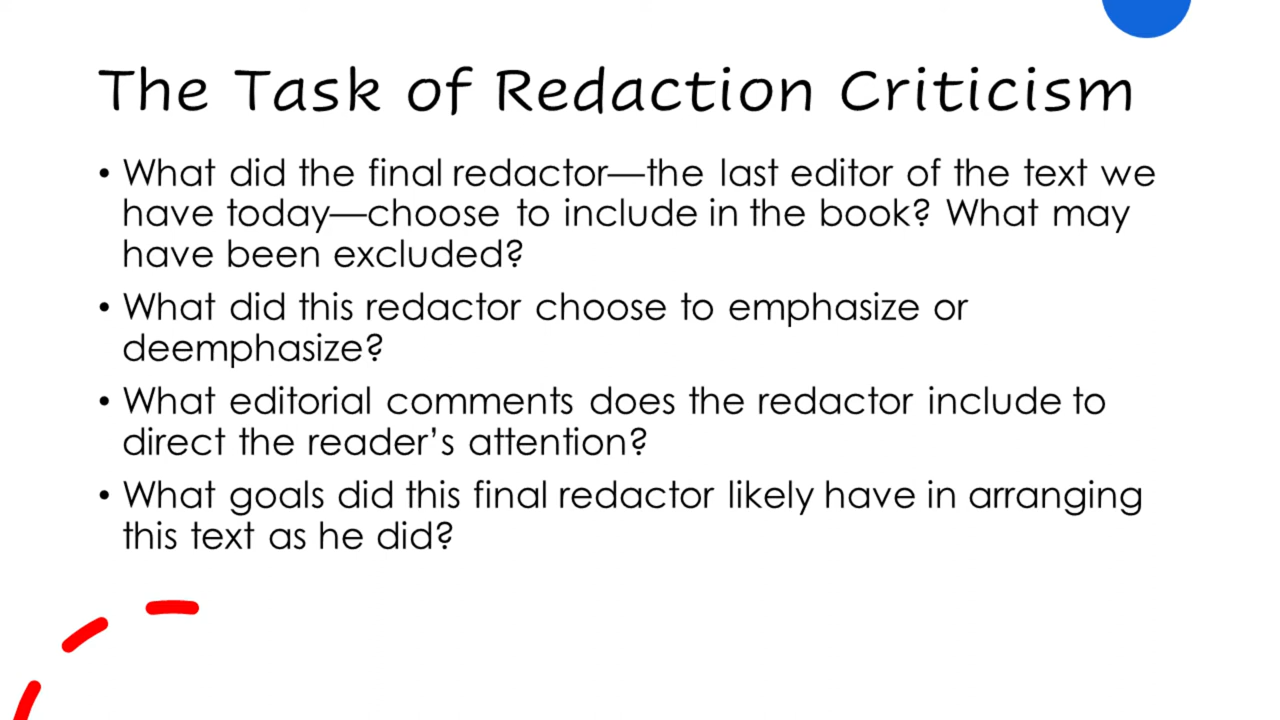 The Task of Redaction Criticism
• What did the final redactor—the last editor of the text we
have today—choose to include in the book? What may
have been excluded?
• What did this redactor choose to emphasize or
deemphasize?
• What editorial comments does the redactor include to
direct the reader’s attention?
• What goals did this final redactor likely have in arranging
this text as he did?